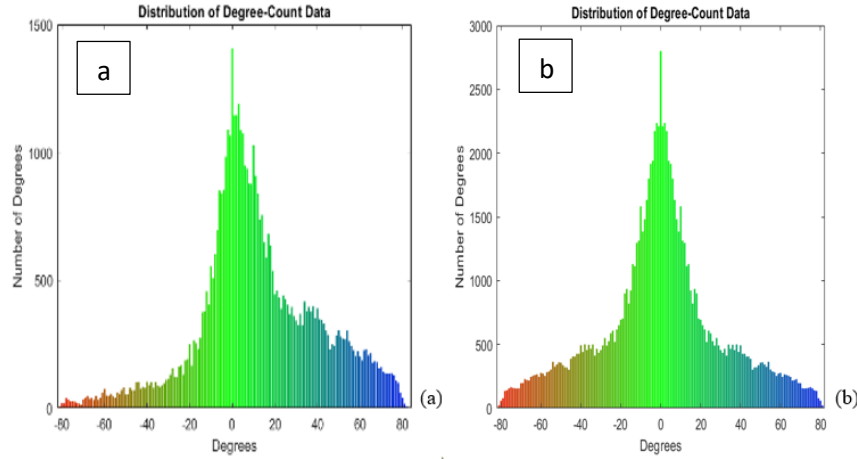 Distribution of Degree-Count Data
1500
1000
500
0
Number of Degrees
a
-80 -60 -40 -20 0 20 40 60 80
Degrees
(a)
Distribution of Degree-Count Data
3000
2500
2000
1500
1000
500
0
Number of Degrees
b
-80 -60 -40 -20 0 20 40 60 80
Degrees
(b)